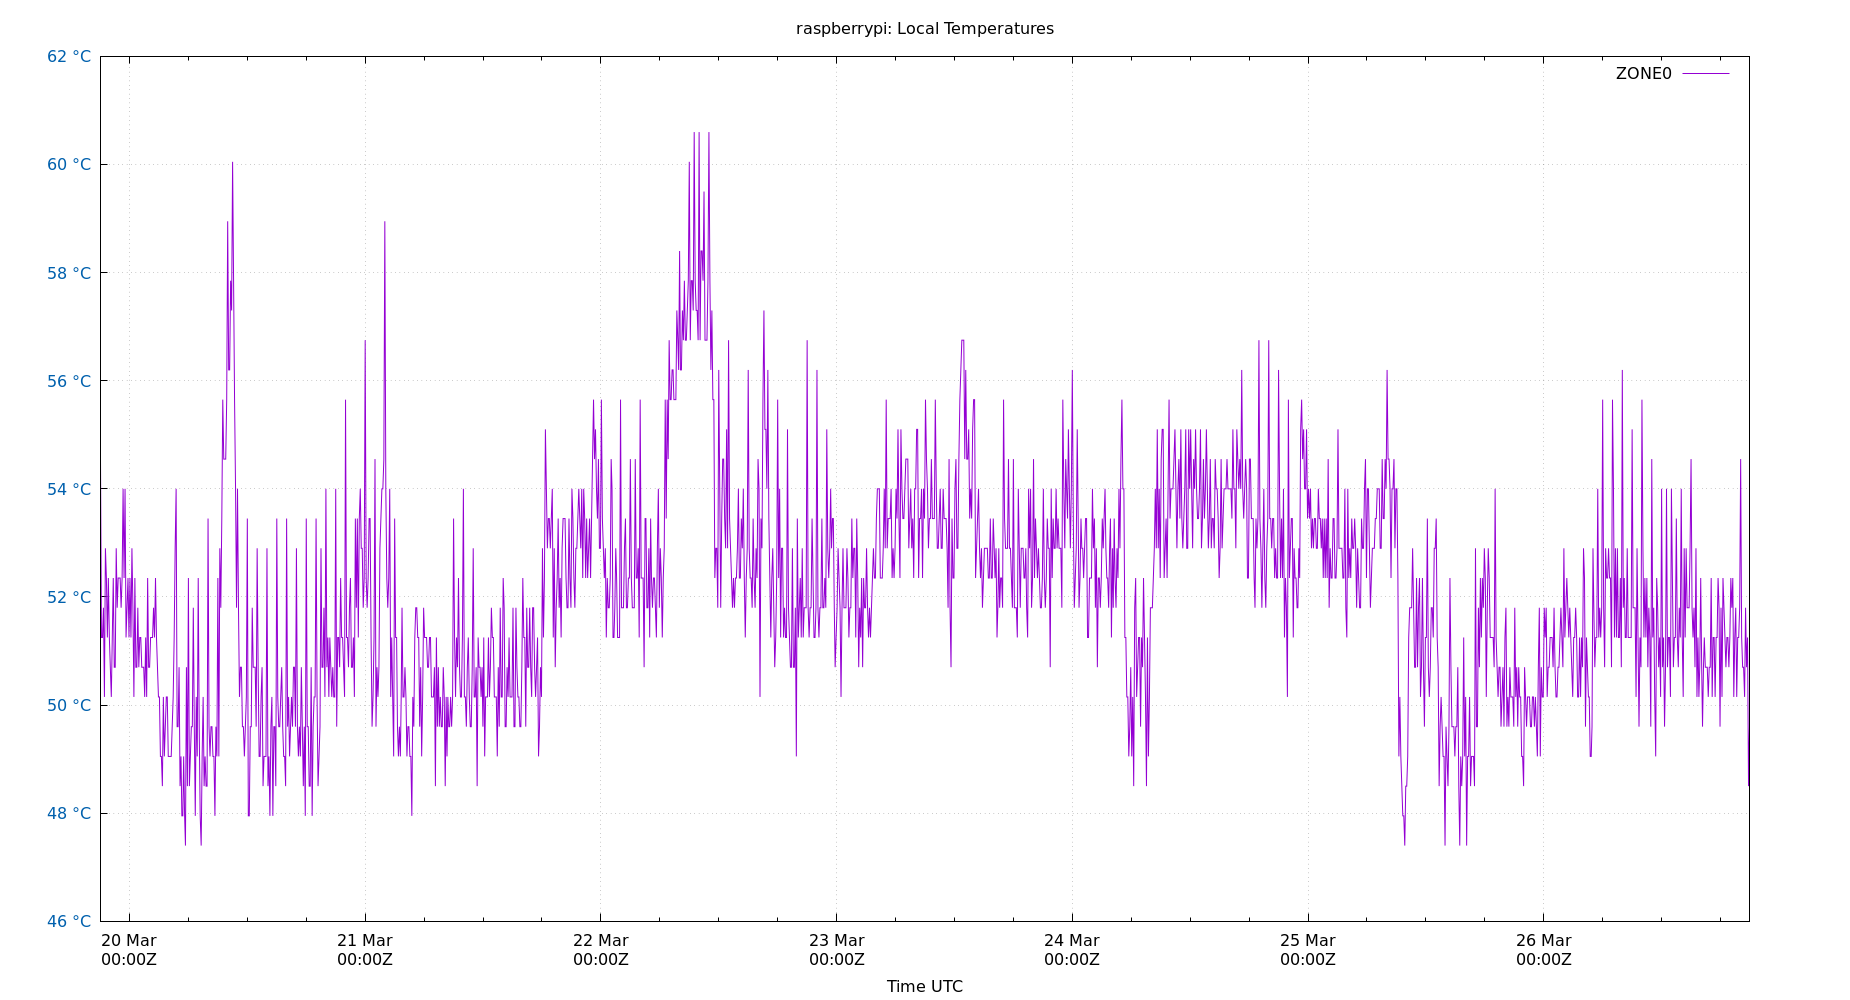 raspberrypi: Local Temperatures
62 °C
ZONE0
60 °C
58 °C
56 °C
54 °C
52 °C
50 °C
48 °C
46 °C
20 Mar 21 Mar 22 Mar 23 Mar 24 Mar 25 Mar 26 Mar
00:00Z 00:00Z 00:00Z 00:00Z 00:00Z 00:00Z 00:00Z
Time UTC